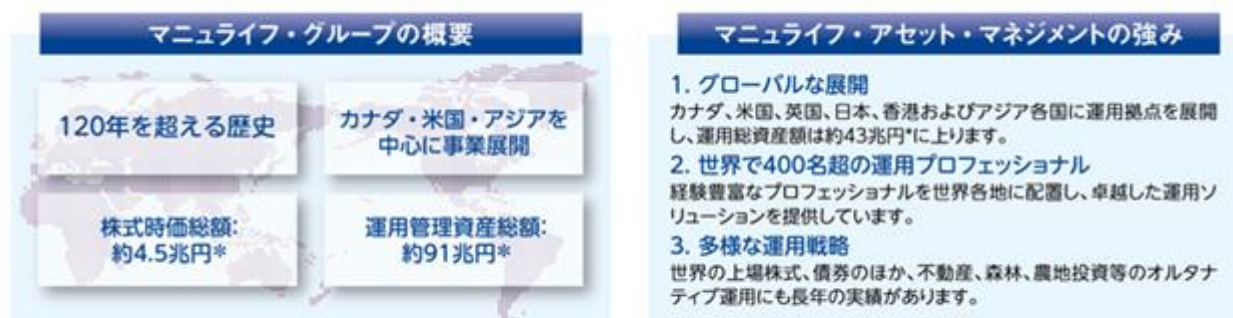 マニュライフ・グループの概要
120年を超える歴史
カナダ・米国・アジアを
中心に事業展開
株式時価総額:
約4.5兆円*
運用管理資産総額:
約91兆円*
マニュライフ・アセット・マネジメントの強み
1. グローバルな展開
カナダ、米国、英国、日本、香港およびアジア各国に運用拠点を展開
し、運用総資産額は約43兆円*に上ります。
2. 世界で400名超の運用プロフェッショナル
経験豊富なプロフェッショナルを世界各地に配置し、卓越した運用ソ
リューションを提供しています。
3. 多様な運用戦略
世界の上場株式、債券のほか、不動産、森林、農地投資等のオルタナ
ティブ運用にも長年の実績があります。